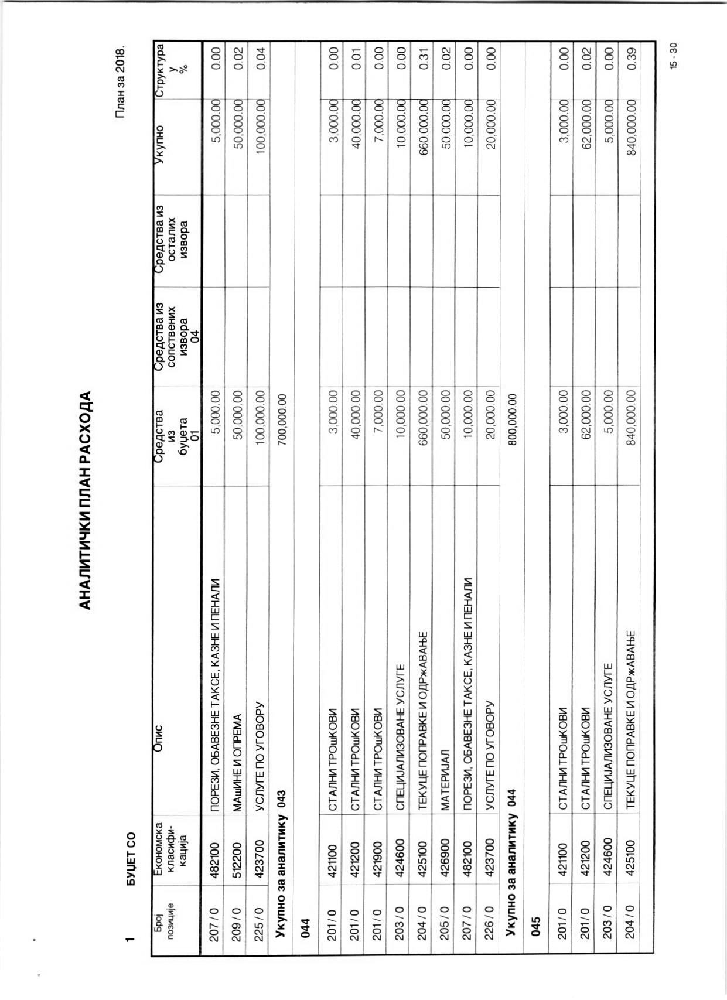 АНАЛИТИЧКИ ПЛАН РАСХОДА
План за 2018.
1 БУЏЕТ СО
Број позиције Економска класифи-кација Опис Средства из буџета 01 Средства из сопствених извора 04 Средства из осталих извора Укупно Структура у %
207 / 0 482100 ПОРЕЗИ, ОБАВЕЗНЕ ТАКСЕ, КАЗНЕ И ПЕНАЛИ 5,000.00 5,000.00 0.00
209 / 0 512200 МАшИНЕ И ОПРЕМА 50,000.00 50,000.00 0.02
225 / 0 423700 УСЛУГЕ ПО УГОВОРУ 100,000.00 100,000.00 0.04
Укупно за аналитику 043 700,000.00
044
201 / 0 421100 СТАЛНИ ТРОшКОВИ 3,000.00 3,000.00 0.00
201 / 0 421200 СТАЛНИ ТРОшКОВИ 40,000.00 40,000.00 0.01
201 / 0 421900 СТАЛНИ ТРОшКОВИ 7,000.00 7,000.00 0.00
203 / 0 424600 СПЕЦИЈАЛИЗОВАНЕ УСЛУГЕ 10,000.00 10,000.00 0.00
204 / 0 425100 ТЕКУЦЕ ПОПРАВКЕ И ОДРжАВАЊЕ 660,000.00 660,000.00 0.31
205 / 0 426900 МАТЕРИЈАЛ 50,000.00 50,000.00 0.02
207 / 0 482100 ПОРЕЗИ, ОБАВЕЗНЕ ТАКСЕ, КАЗНЕ И ПЕНАЛИ 10,000.00 10,000.00 0.00
226 / 0 423700 УСЛУГЕ ПО УГОВОРУ 20,000.00 20,000.00 0.00
Укупно за аналитику 044 800,000.00
045
201 / 0 421100 СТАЛНИ ТРОшКОВИ 3,000.00 3,000.00 0.00
201 / 0 421200 СТАЛНИ ТРОшКОВИ 62,000.00 62,000.00 0.02
203 / 0 424600 СПЕЦИЈАЛИЗОВАНЕ УСЛУГЕ 5,000.00 5,000.00 0.00
204 / 0 425100 ТЕКУЦЕ ПОПРАВКЕ И ОДРжАВАЊЕ 840,000.00 840,000.00 0.39
15 - 30